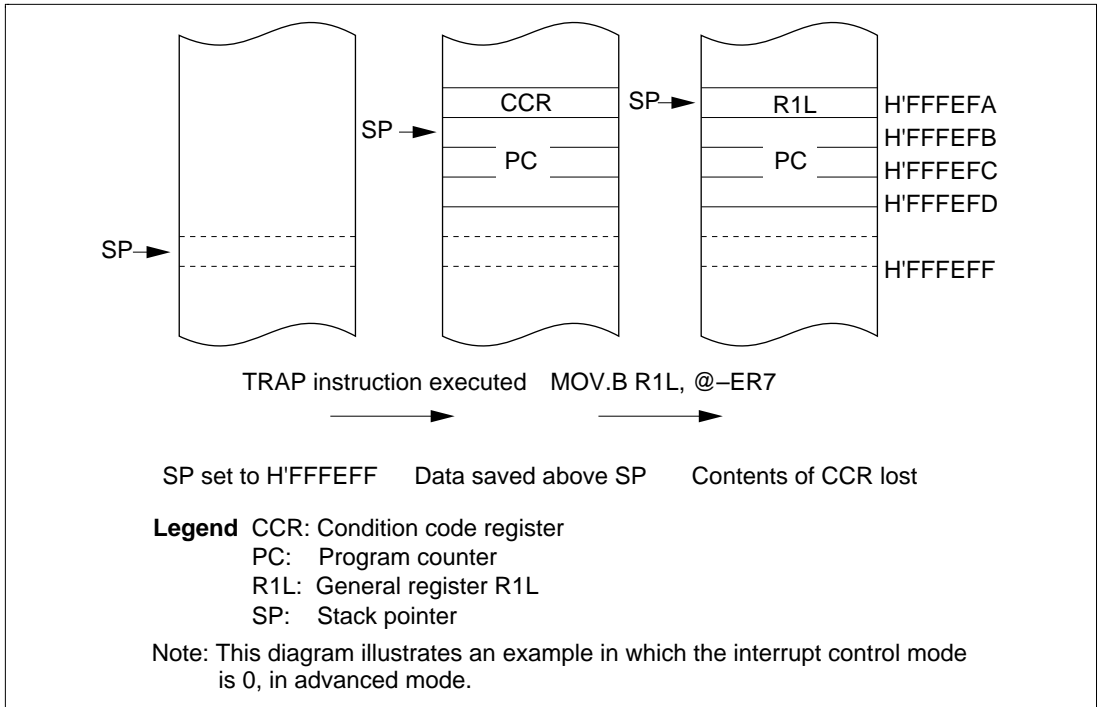 CCR
SP
R1L
H'FFFEFA
SP
H'FFFEFB
PC
PC
H'FFFEFC
H'FFFEFD
SP
H'FFFEFF
TRAP instruction executed MOV.B R1L, @–ER7
SP set to H'FFFEFF Data saved above SP Contents of CCR lost
Legend CCR: Condition code register
PC: Program counter
R1L: General register R1L
SP: Stack pointer
Note: This diagram illustrates an example in which the interrupt control mode
is 0, in advanced mode.